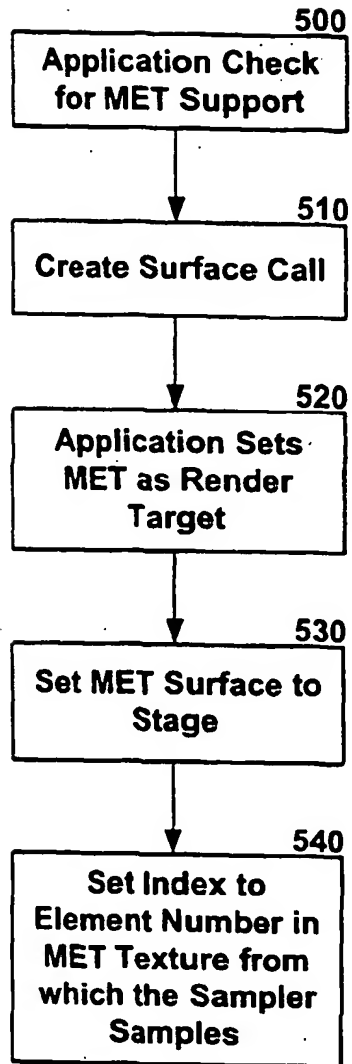 500
Application Check
for MET Support
510
Create Surface Call
520
Application Sets
MET as Render
Target
530
Set MET Surface to
Stage
540
Set Index to
Element Number in
MET Texture from
which the Sampler
Samples